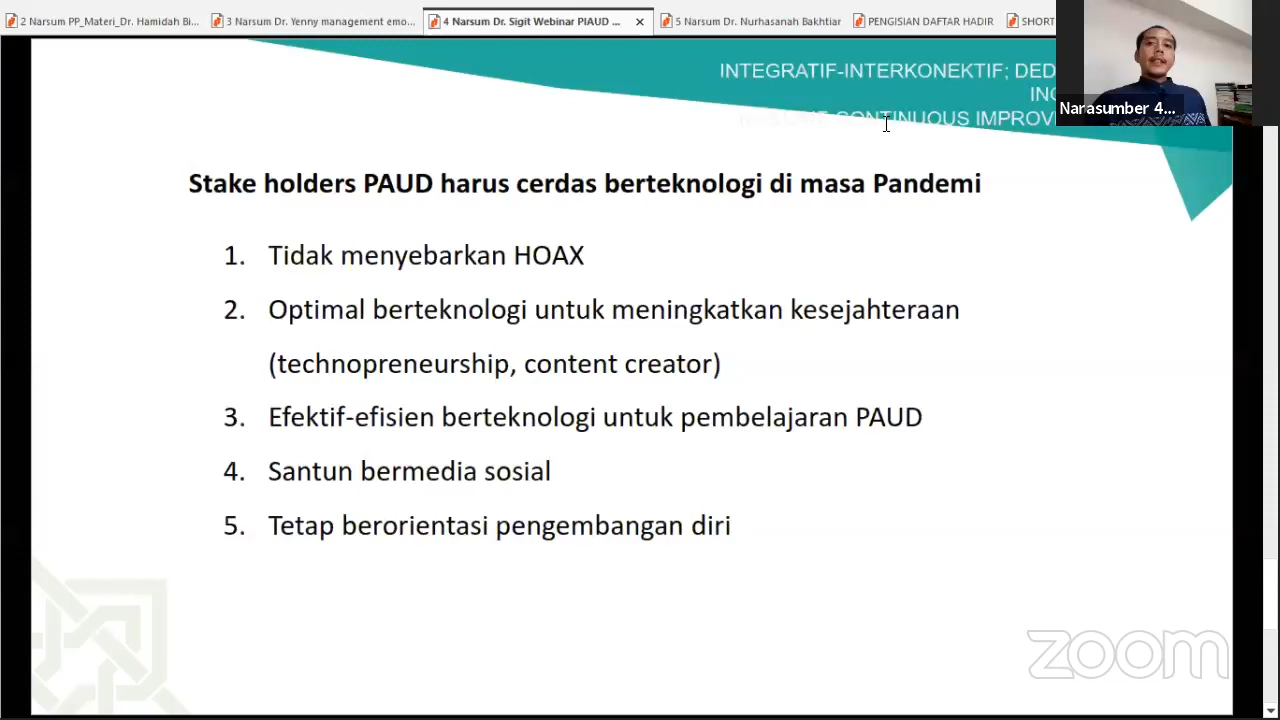 2 Narsum PP_Materi_Dr. Hamidah Bi...
3 Narsum Dr. Yenny management emo...
4 Narsum Dr. Sigit Webinar PIAUD ...
5 Narsum Dr. Nurhasanah Bakhtiar
PENGISIAN DAFTAR HADIR
SHORT
INTEGRATIF-INTERKONEKTIF; DED
CONTINUOUS IMPROV
Narasumber 4...
Stake holders PAUD harus cerdas berteknologi di masa Pandemi
1. Tidak menyebarkan HOAX
2. Optimal berteknologi untuk meningkatkan kesejahteraan
(technopreneurship, content creator)
3. Efektif-efisien berteknologi untuk pembelajaran PAUD
4. Santun bermedia sosial
5. Tetap berorientasi pengembangan diri
zoom